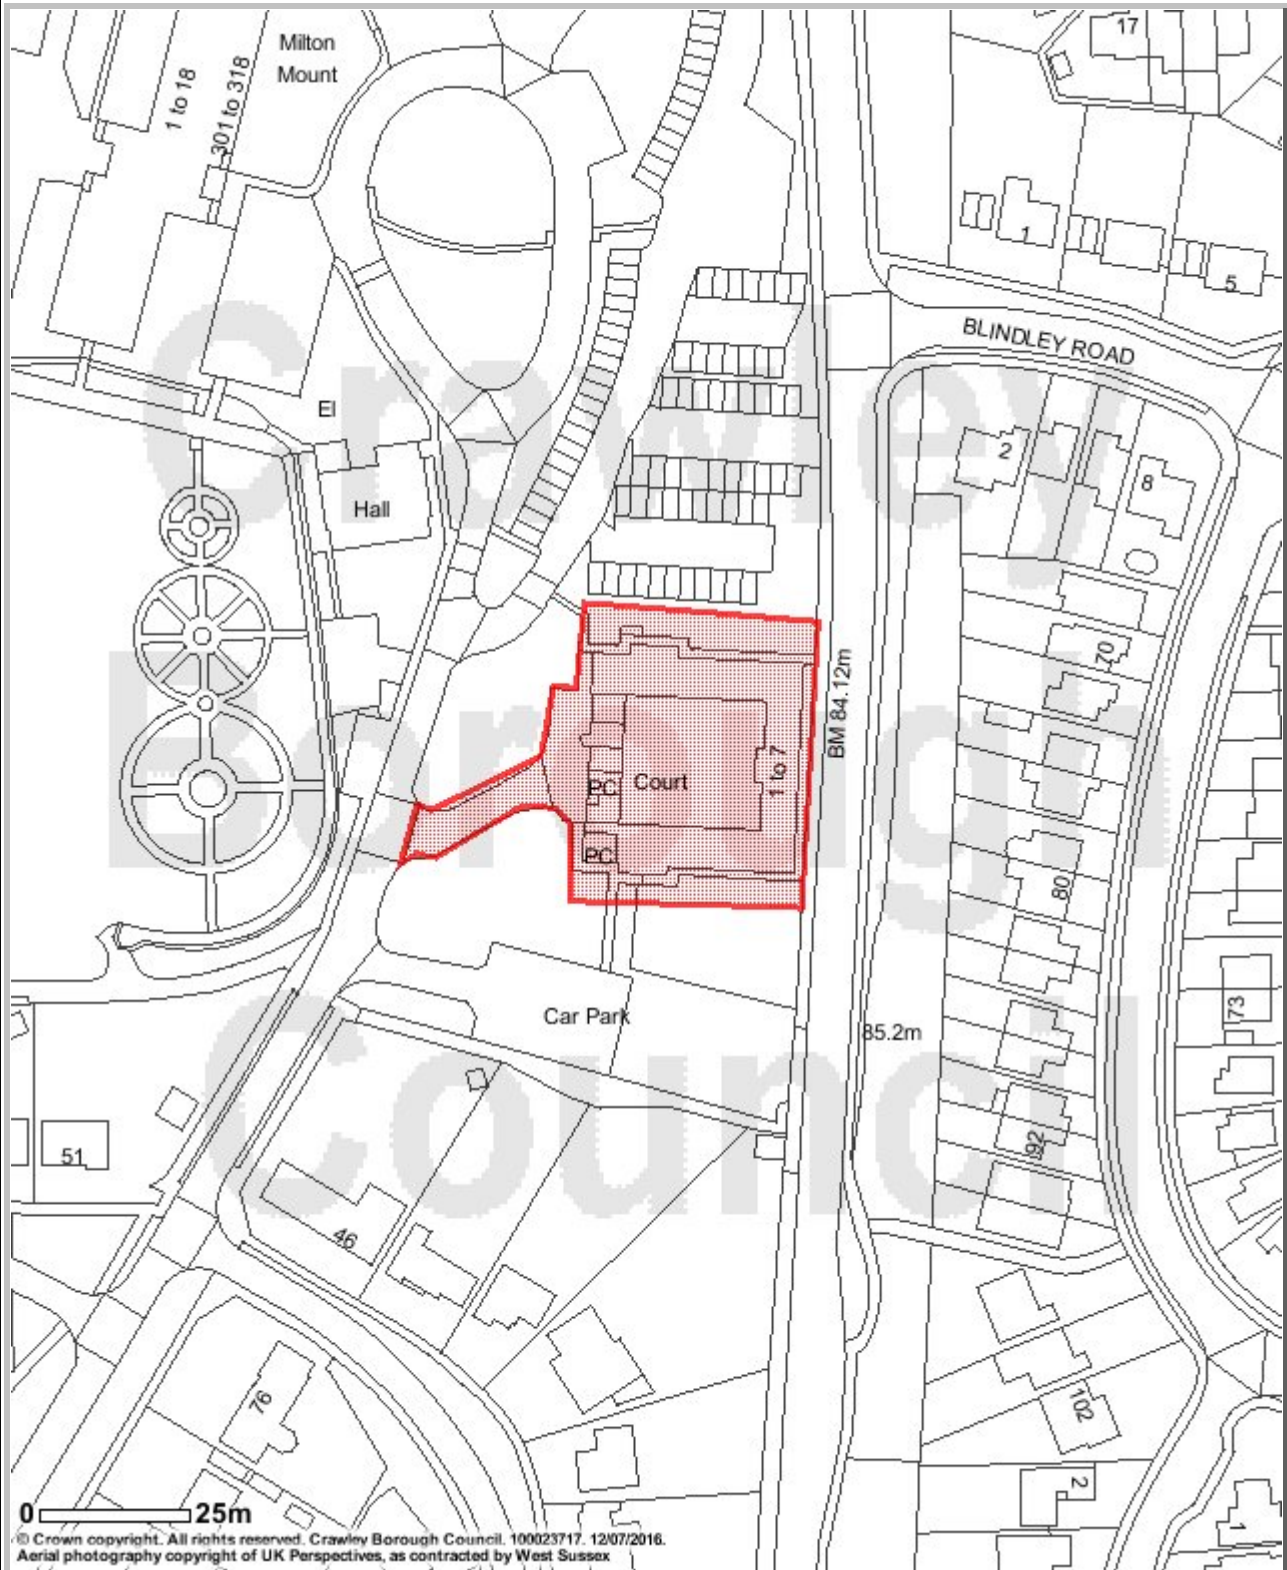 Milton
Mount
17
1 to 18
301 to 318
1
5
BLINDLEY ROAD
El
Hall
2
8
70
BM 84.12m
1 to 7
PC
Court
PC
80
Car Park
85.2m
73
51
92
46
76
102
2
1
Crawley
Borough
Council
0 25m
© Crown copyright. All rights reserved. Crawley Borough Council. 100023717. 12/07/2016.
Aerial photography copyright of UK Perspectives, as contracted by West Sussex